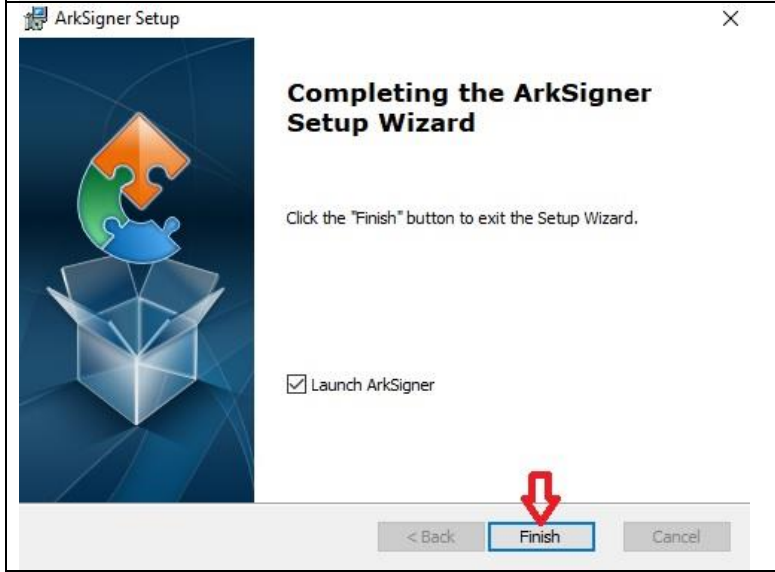 ArkSigner Setup
Completing the ArkSigner
Setup Wizard
Click the "Finish" button to exit the Setup Wizard.
Launch ArkSigner
< Back Finish Cancel